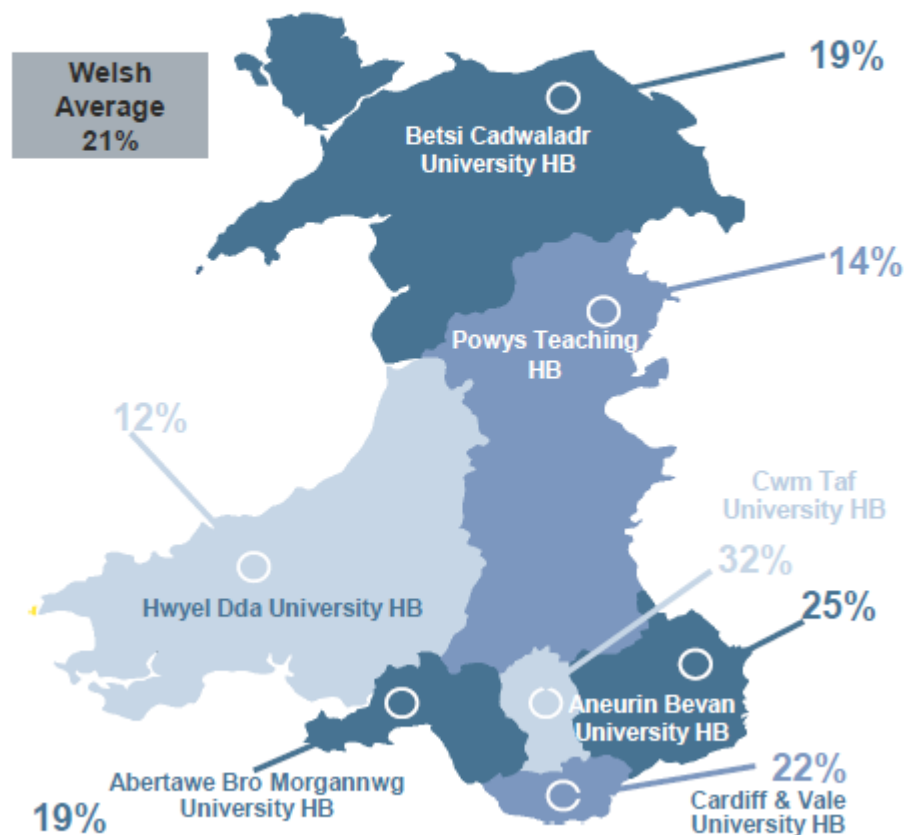 Welsh
Average
21%
19%
Betsi Cadwaladr
University HB
14%
Powys Teaching
HB
12%
Cwm Taf
University HB
32%
Hwyel Dda University HB
25%
Aneurin Bevan
University HB
Abertawe Bro Morgannwg
University HB
19%
22%
Cardiff & Vale
University HB